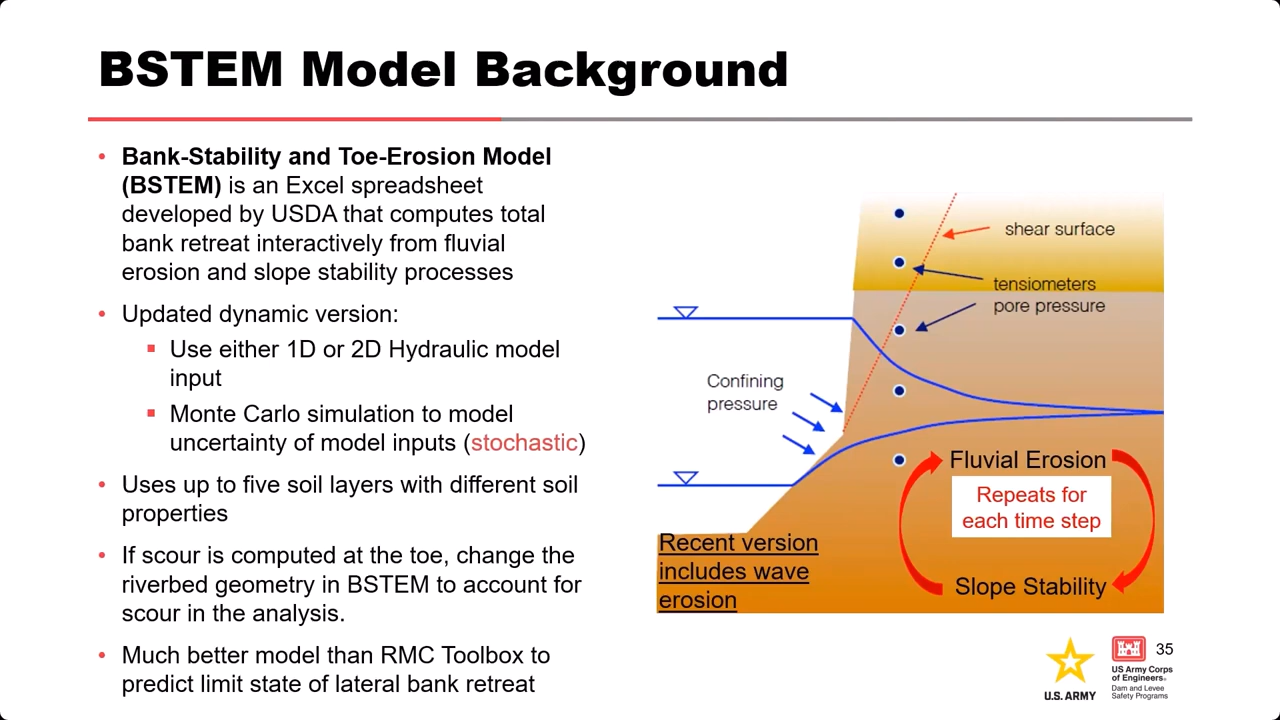 BSTEM Model Background
• Bank-Stability and Toe-Erosion Model
(BSTEM) is an Excel spreadsheet
developed by USDA that computes total
bank retreat interactively from fluvial
erosion and slope stability processes
• Updated dynamic version:
▪ Use either 1D or 2D Hydraulic model
input
▪ Monte Carlo simulation to model
uncertainty of model inputs (stochastic)
• Uses up to five soil layers with different soil
properties
• If scour is computed at the toe, change the
riverbed geometry in BSTEM to account for
scour in the analysis.
• Much better model than RMC Toolbox to
predict limit state of lateral bank retreat
shear surface
tensiometers
pore pressure
Confining
pressure
Fluvial Erosion
Repeats for
each time step
Slope Stability
Recent version
includes wave
erosion
U.S. ARMY
US Army Corps
of Engineers®
Dam and Levee
Safety Programs
35